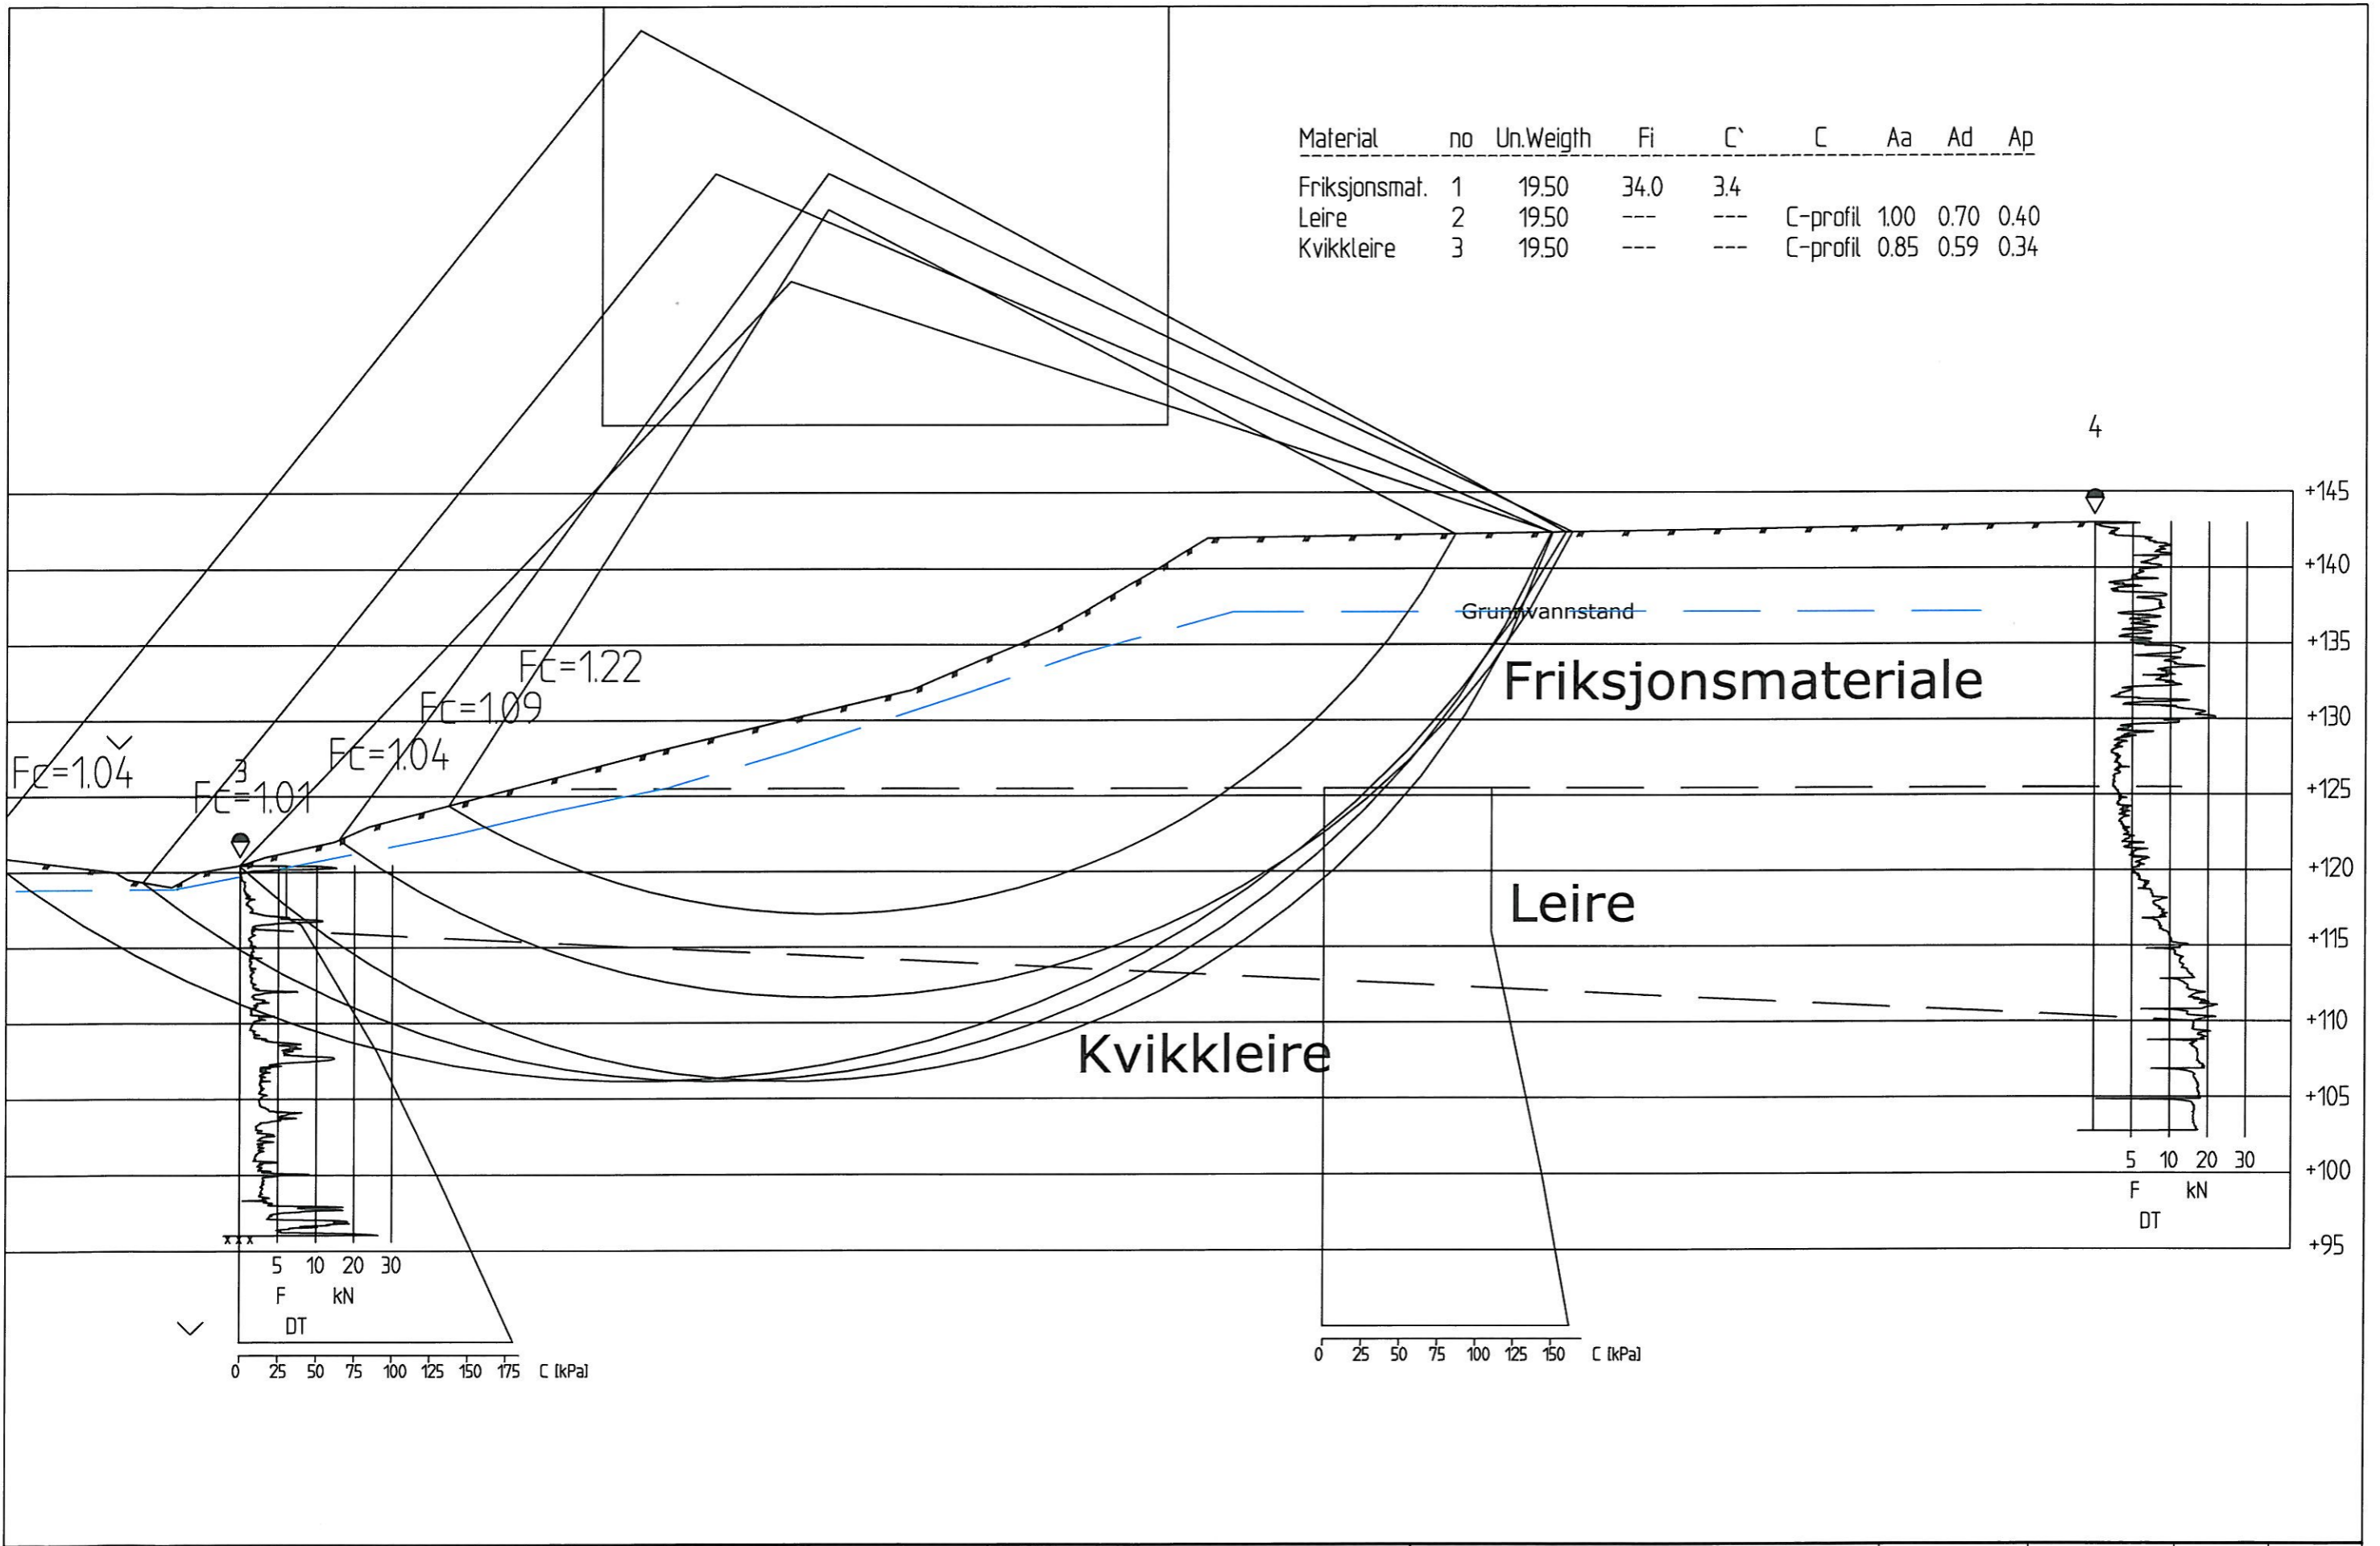 Material no Un.Weigth Fi C` C Aa Ad Ap
Friksjonsmat. 1 19.50 34.0 3.4
Leire 2 19.50 --- --- C-profil 1.00 0.70 0.40
Kvikkleire 3 19.50 --- --- C-profil 0.85 0.59 0.34
4
+145
+140
Grunnvannstand
+135
Fc=1.22
Friksjonsmateriale
Fc=1.09
+130
Fc=1.04
Fc=1.04
3
Fc=1.01
+125
+120
Leire
+115
+110
Kvikkleire
+105
5 10 20 30
+100
F kN
DT
+95
5 10 20 30
F kN
DT
0 25 50 75 100 125 150 C [kPa]
0 25 50 75 100 125 150 175 C [kPa]